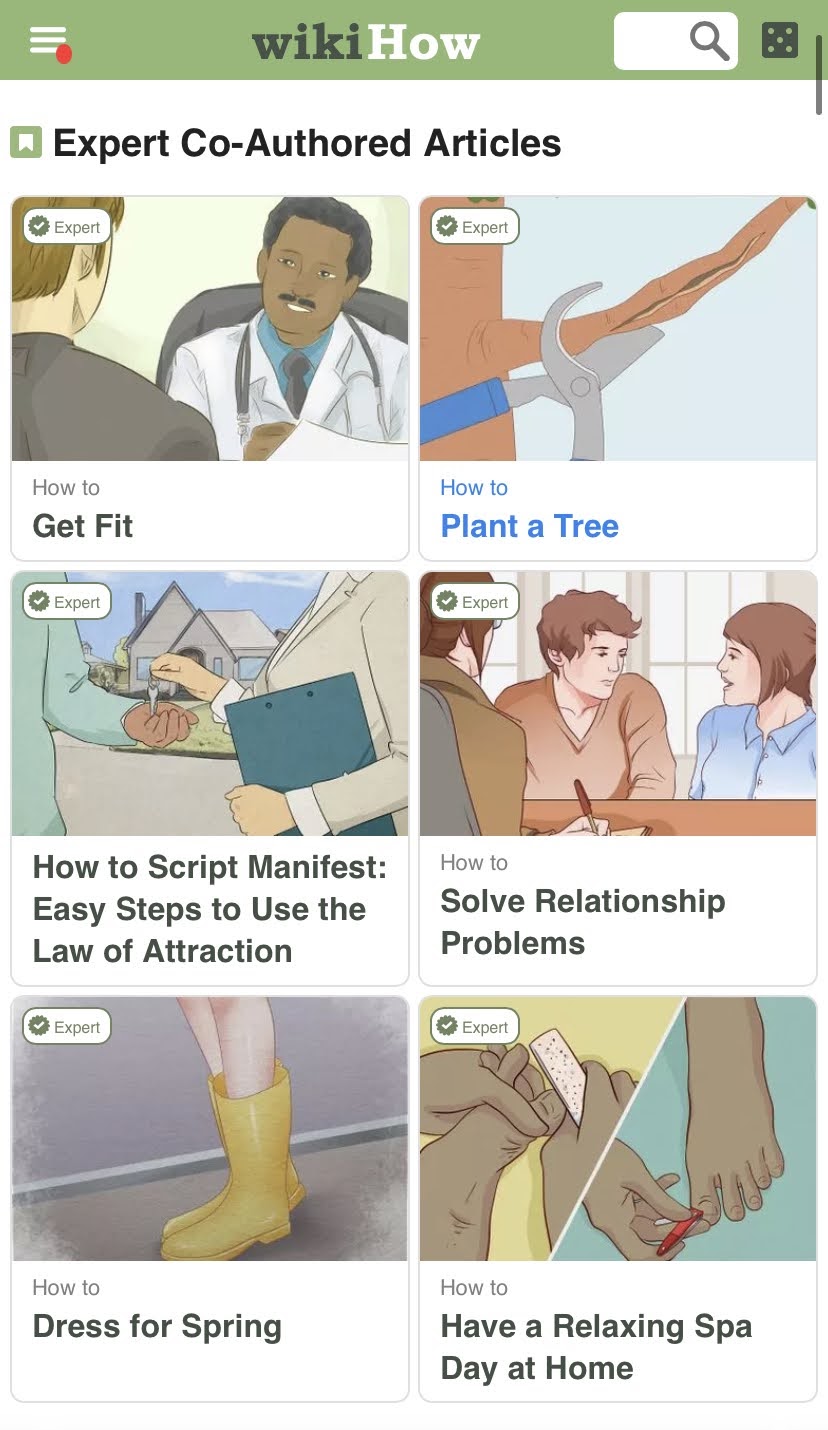 wikiHow
Expert Co-Authored Articles
Expert
How to
Get Fit
Expert
How to
Plant a Tree
Expert
How to Script Manifest:
Easy Steps to Use the
Law of Attraction
Expert
How to
Solve Relationship
Problems
Expert
How to
Dress for Spring
Expert
How to
Have a Relaxing Spa
Day at Home